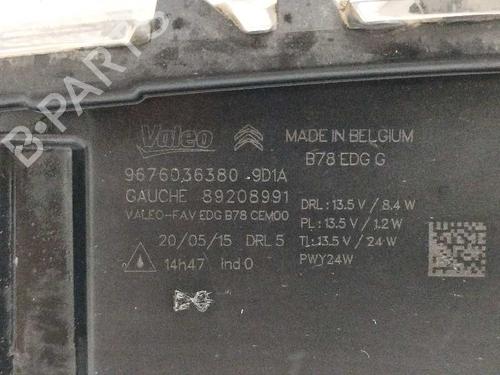 B-PARTS
Valeo
MADE IN BELGIUM
B78 EDG G
9676036380 9D1A
GAUCHE 89208991
VALEO-FAV EDG B78 CEM00
DRL : 13.5 V / 8.4 W
PL : 13.5 V / 1.2 W
TL : 13.5 V / 24 W
PWY24W
20/05/15 DRL 5
14h47 Ind 0